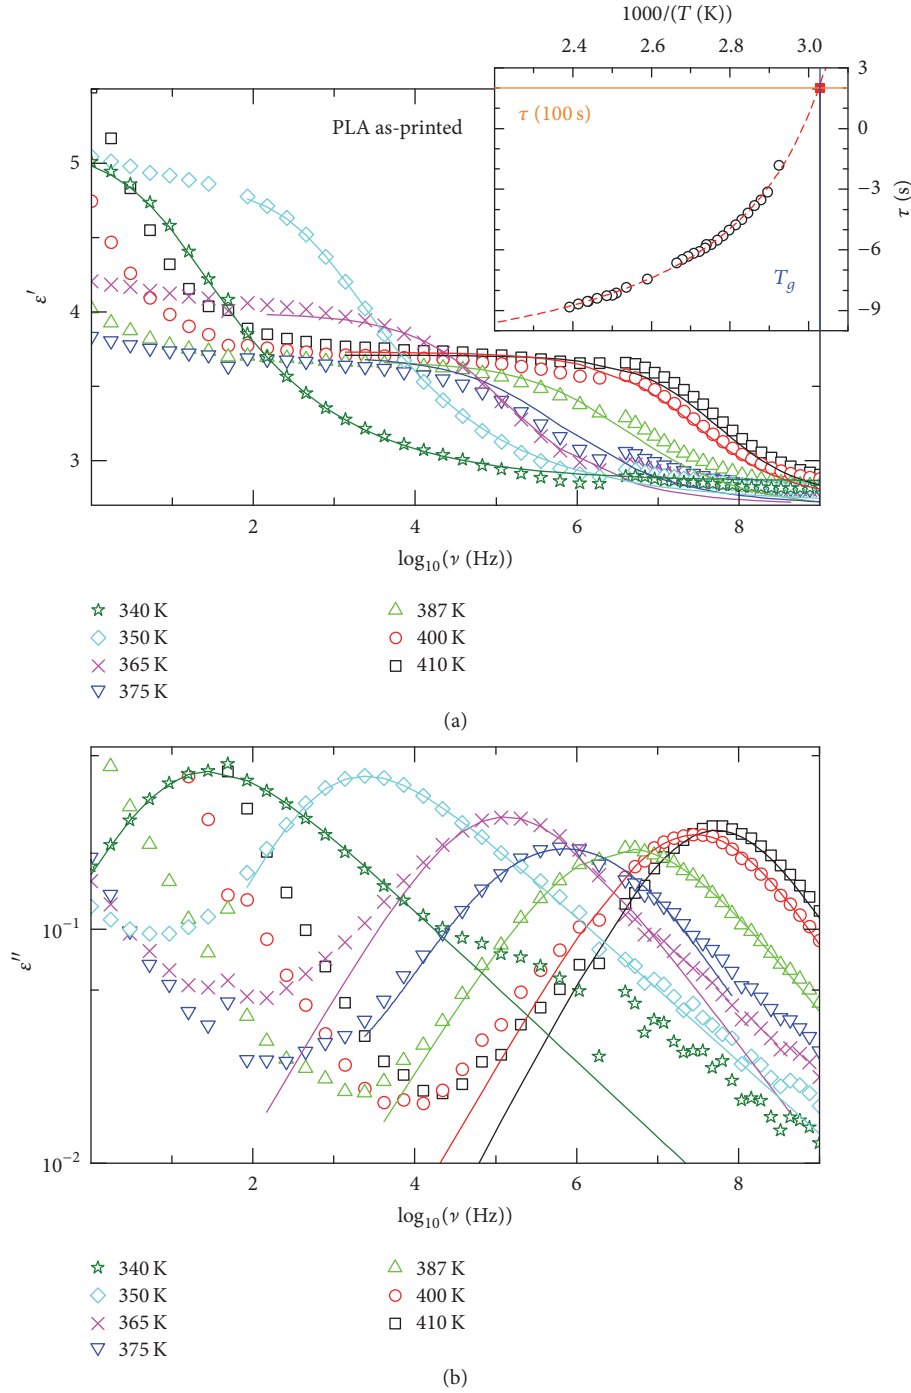 (a)
1000/(T (K))
2.4 2.6 2.8 3.0
3
0
−3
−6
−9
τ (s)
τ (100 s)
T_g
PLA as-printed
5
4
3
ε′
2 4 6 8
log₁₀(ν (Hz))
340 K
350 K
365 K
375 K
387 K
400 K
410 K
(a)
10⁻¹
10⁻²
ε″
2 4 6 8
log₁₀(ν (Hz))
340 K
350 K
365 K
375 K
387 K
400 K
410 K
(b)